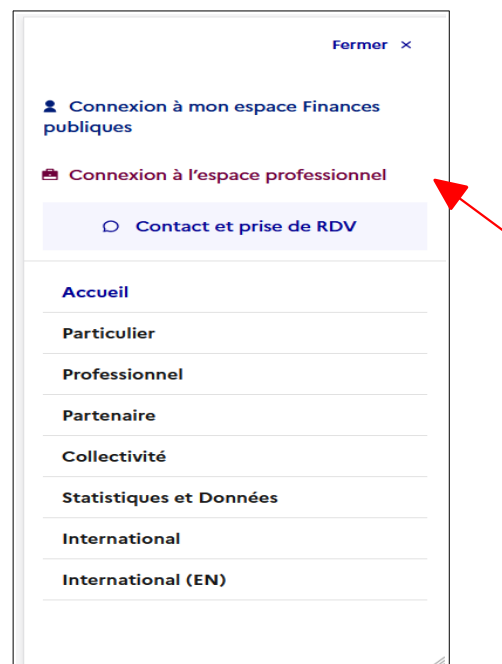 Fermer ×
Connexion à mon espace Finances
publiques
Connexion à l'espace professionnel
Contact et prise de RDV
Accueil
Particulier
Professionnel
Partenaire
Collectivité
Statistiques et Données
International
International (EN)